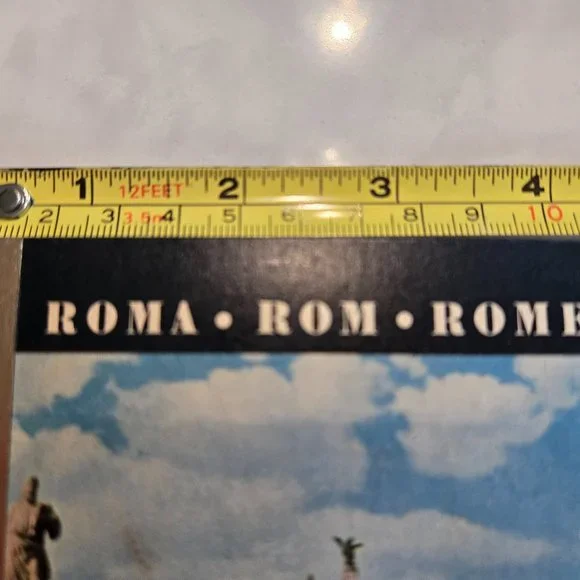 1 12FEET 2 3 4
2 3 3.5m 4 5 6 7 8 9 10
ROMA • ROM • ROME